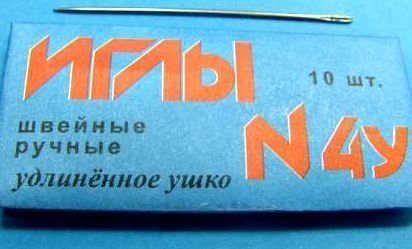 ИГЛЫ
10 шт.
швейные
ручные
N 4у
удлинённое ушко